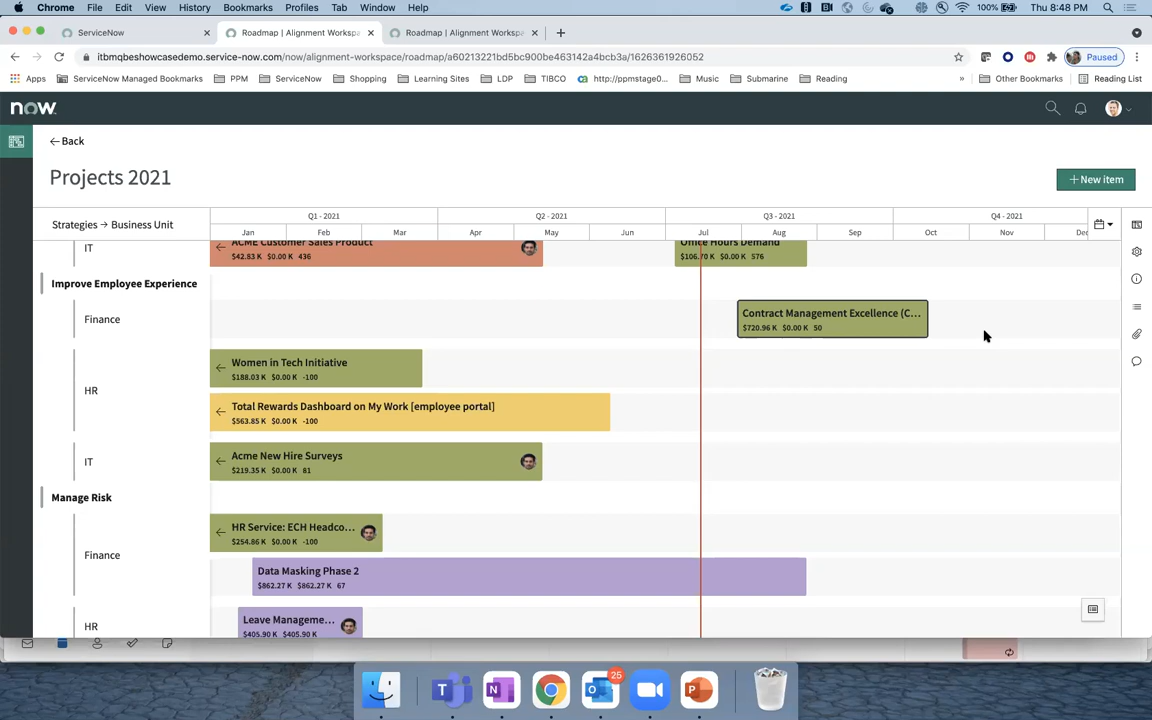 Chrome File Edit View History Bookmarks Profiles Tab Window Help 100% Thu 8:48 PM
ServiceNow Roadmap | Alignment Workspa Roadmap | Alignment Workspa
itbmqbeshowcasedemo.service-now.com/now/alignment-workspace/roadmap/a60213221bd5bc900be463142a4bcb3a/1626361926052 Paused
Apps ServiceNow Managed Bookmarks PPM ServiceNow Shopping Learning Sites LDP TIBCO http://ppmstage0... Music Submarine Reading » Other Bookmarks Reading List
now.
Back
Projects 2021
+ New item
Strategies → Business Unit
Q1 - 2021 Q2 - 2021 Q3 - 2021 Q4 - 2021
Jan Feb Mar Apr May Jun Jul Aug Sep Oct Nov Dec
IT
ACME Customer Sales Product
$42.83 K $0.00 K 436
Office Hours Demand
$106.70 K $0.00 K 576
Improve Employee Experience
Finance
Contract Management Excellence (C...
$720.96 K $0.00 K 50
HR
Women in Tech Initiative
$188.03 K $0.00 K -100
Total Rewards Dashboard on My Work [employee portal]
$563.85 K $0.00 K -100
IT
Acme New Hire Surveys
$219.35 K $0.00 K 81
Manage Risk
Finance
HR Service: ECH Headco...
$254.86 K $0.00 K -100
Data Masking Phase 2
$862.27 K $862.27 K 67
HR
Leave Manageme...
$405.90 K $405.90 K
25